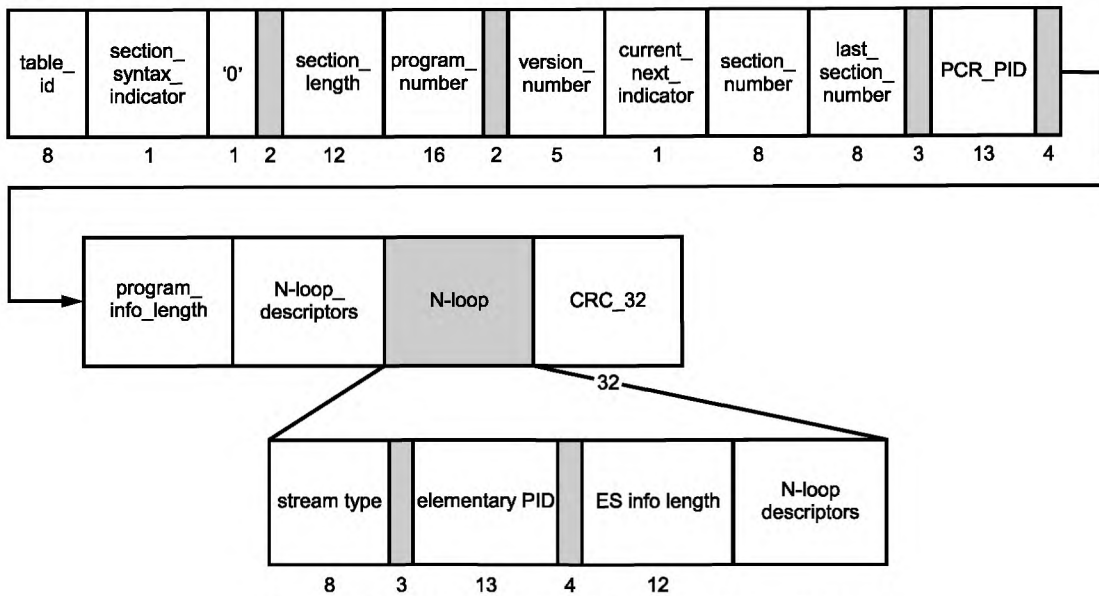 table_
id
section_
syntax_
indicator
'0'
section_
length
program_
number
version_
number
current_
next_
indicator
section_
number
last_
section_
number
PCR_PID
8
1
1
2
12
16
2
5
1
8
8
3
13
4
program_
info_length
N-loop_
descriptors
N-loop
CRC_32
32
stream type
elementary PID
ES info length
N-loop
descriptors
8
3
13
4
12